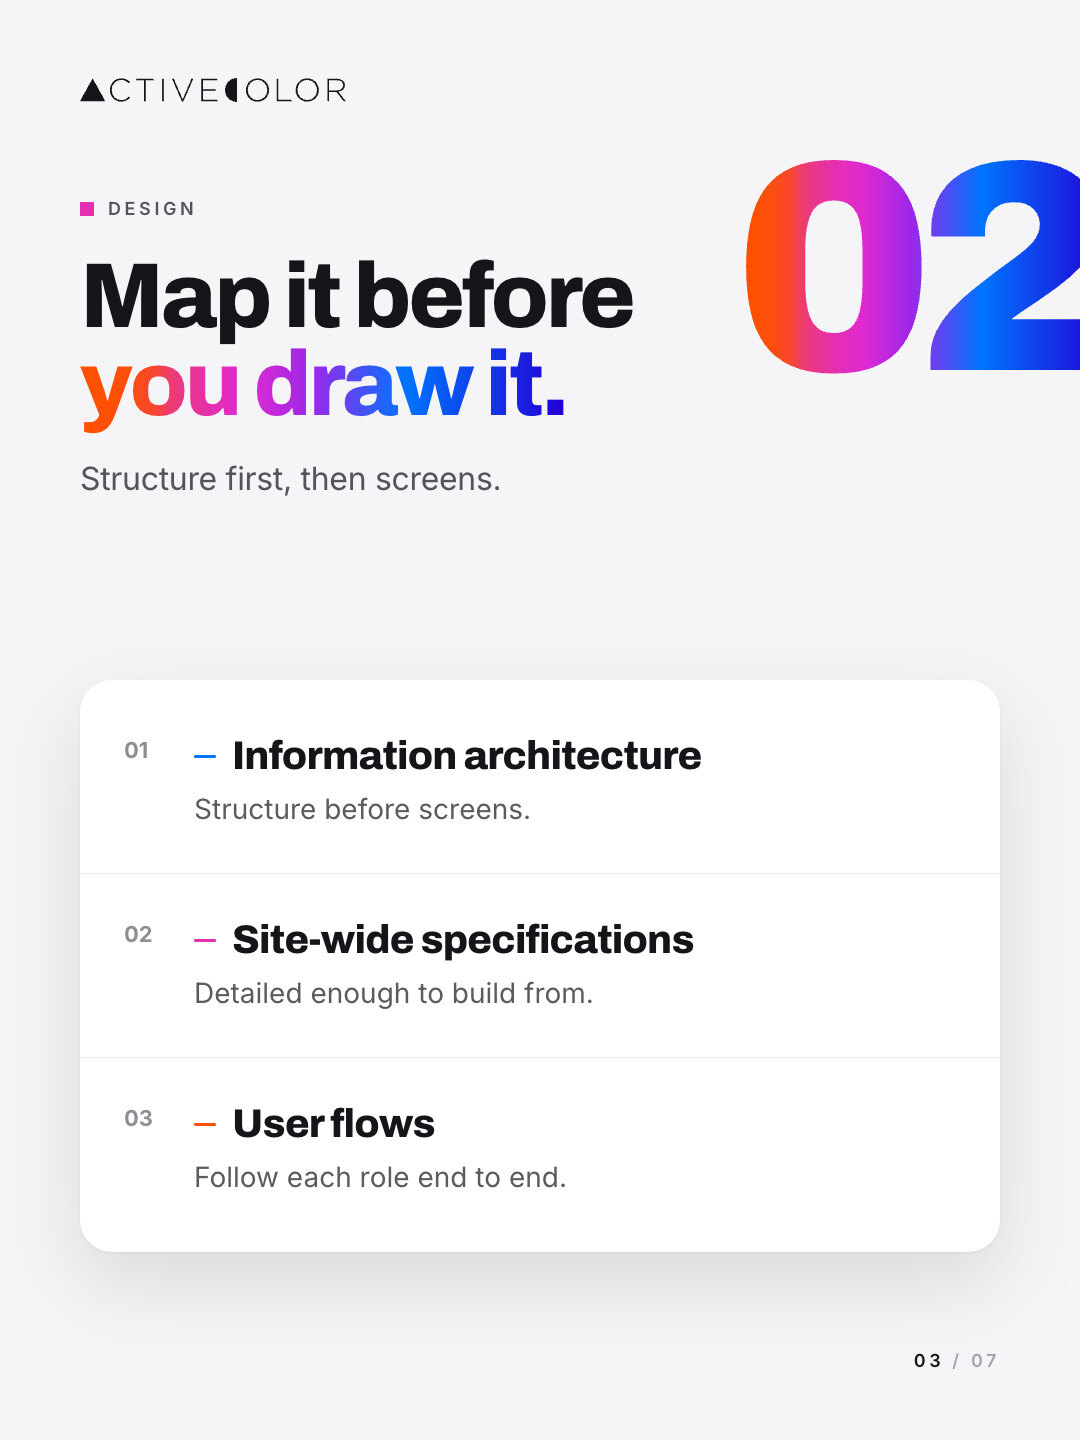 ACTIVECOLOR
DESIGN
02
Map it before
you draw it.
Structure first, then screens.
01
Information architecture
Structure before screens.
02
Site-wide specifications
Detailed enough to build from.
03
User flows
Follow each role end to end.
03 / 07